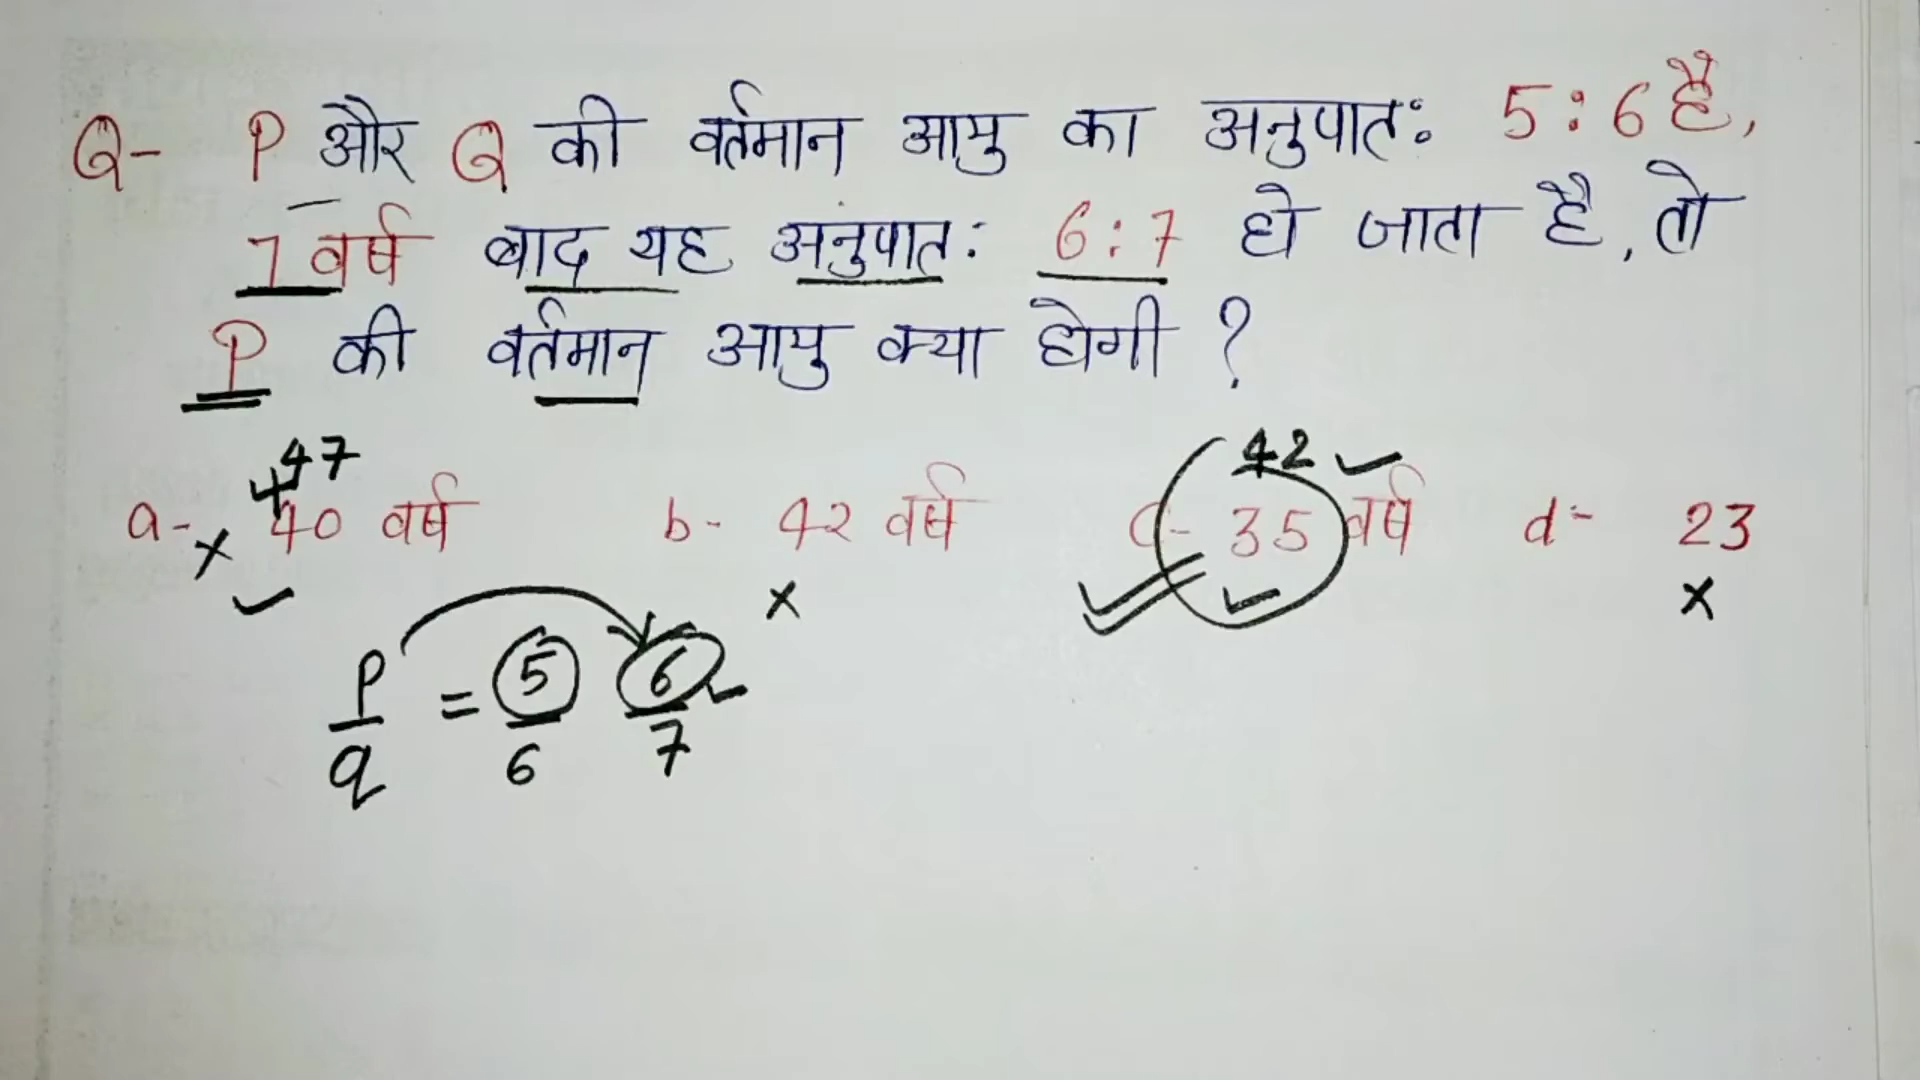 Q- P और Q की वर्तमान आयु का अनुपातः 5:6 है,
7 वर्ष बाद यह अनुपात: 6:7 हो जाता है, तो
P की वर्तमान आयु क्या होगी ?
47 42
a- 40 वर्ष b- 42 वर्ष c- 35 वर्ष d- 23
P/q = 5/6 6/7